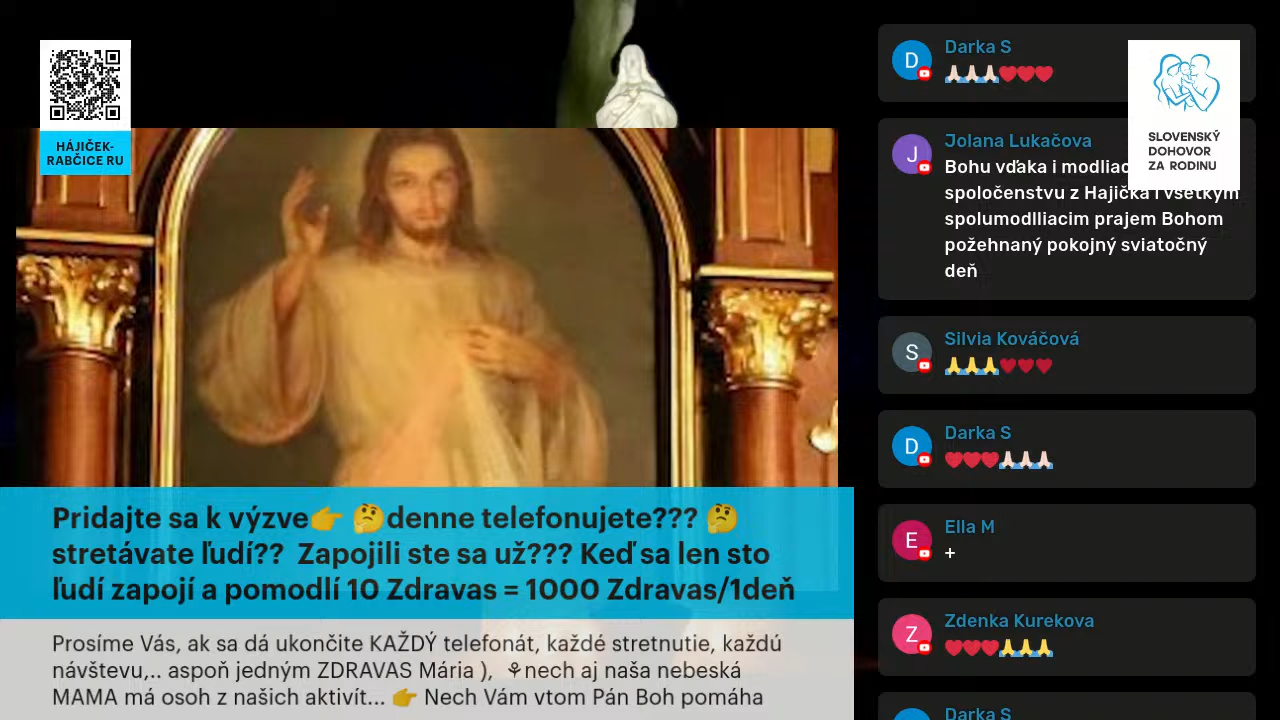 HÁJIČEK-
RABČICE RU
Pridajte sa k výzve👉 🤔denne telefonujete??? 🤔
stretávate ľudí??  Zapojili ste sa už??? Keď sa len sto
ľudí zapojí a pomodlí 10 Zdravas = 1000 Zdravas/1deň
Prosíme Vás, ak sa dá ukončite KAŽDÝ telefonát, každé stretnutie, každú
návštevu,.. aspoň jedným ZDRAVAS Mária ),  ⚘nech aj naša nebeská
MAMA má osoh z našich aktivít... 👉 Nech Vám vtom Pán Boh pomáha
D
Darka S
🙏🏻🙏🏻🙏🏻❤️❤️❤️
SLOVENSKÝ
DOHOVOR
ZA RODINU
J
Jolana Lukačova
Bohu vďaka i
spoločenstvu z Hajička i všetkým
spolumodlliacim prajem Bohom
požehnaný pokojný sviatočný
deň
S
Silvia Kováčová
🙏🙏🙏♥️♥️♥️
D
Darka S
❤️❤️❤️🙏🏻🙏🏻🙏🏻
E
Ella M
+
Z
Zdenka Kurekova
❤️❤️❤️🙏🙏🙏
Darka S